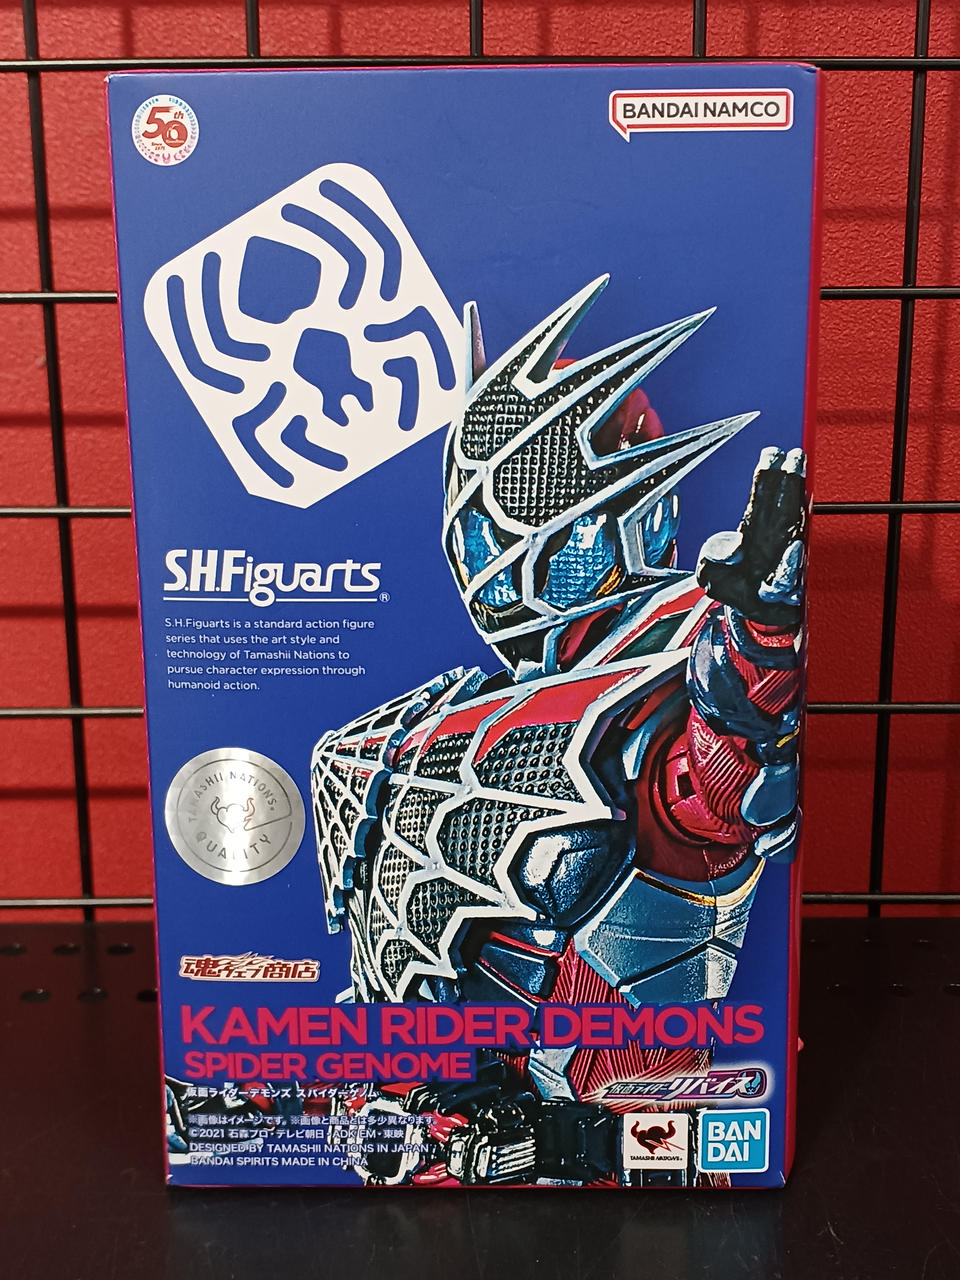 50th
Since 1971
BANDAI NAMCO
S.H.Figuarts®
S.H.Figuarts is a standard action figure
series that uses the art style and
technology of Tamashii Nations to
pursue character expression through
humanoid action.
TAMASHII NATIONS
QUALITY
魂ウェブ商店
KAMEN RIDER DEMONS
SPIDER GENOME
仮面ライダーデモンズ スパイダーゲノム
仮面ライダーリバイス
※画像はイメージです。※画像と商品とは多少異なります。
©2021 石森プロ・テレビ朝日・ADK EM・東映
DESIGNED BY TAMASHII NATIONS IN JAPAN
BANDAI SPIRITS MADE IN CHINA
TAMASHII NATIONS
BAN
DAI